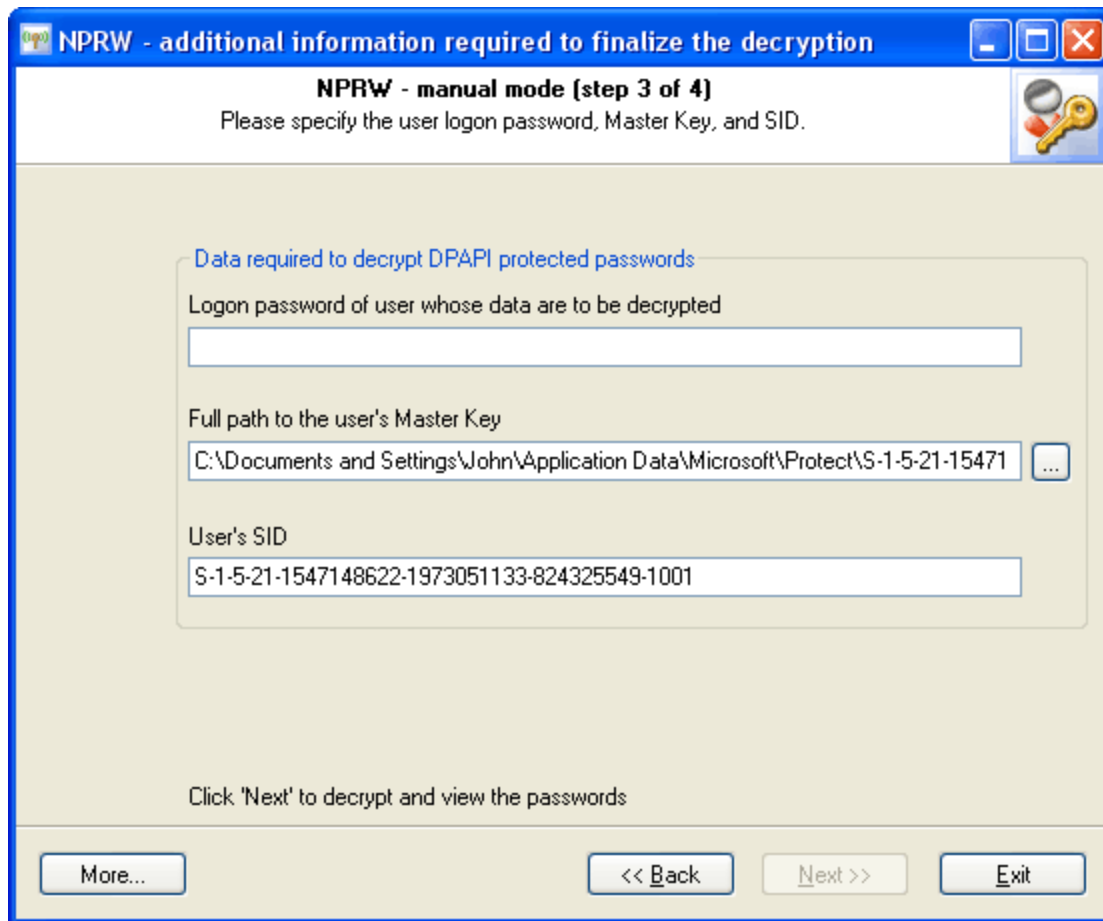 NPRW - additional information required to finalize the decryption
NPRW - manual mode (step 3 of 4)
Please specify the user logon password, Master Key, and SID.
Data required to decrypt DPAPI protected passwords
Logon password of user whose data are to be decrypted
Full path to the user's Master Key
C:\Documents and Settings\John\Application Data\Microsoft\Protect\S-1-5-21-15471
...
User's SID
S-1-5-21-1547148622-1973051133-824325549-1001
Click 'Next' to decrypt and view the passwords
More... << Back Next >> Exit